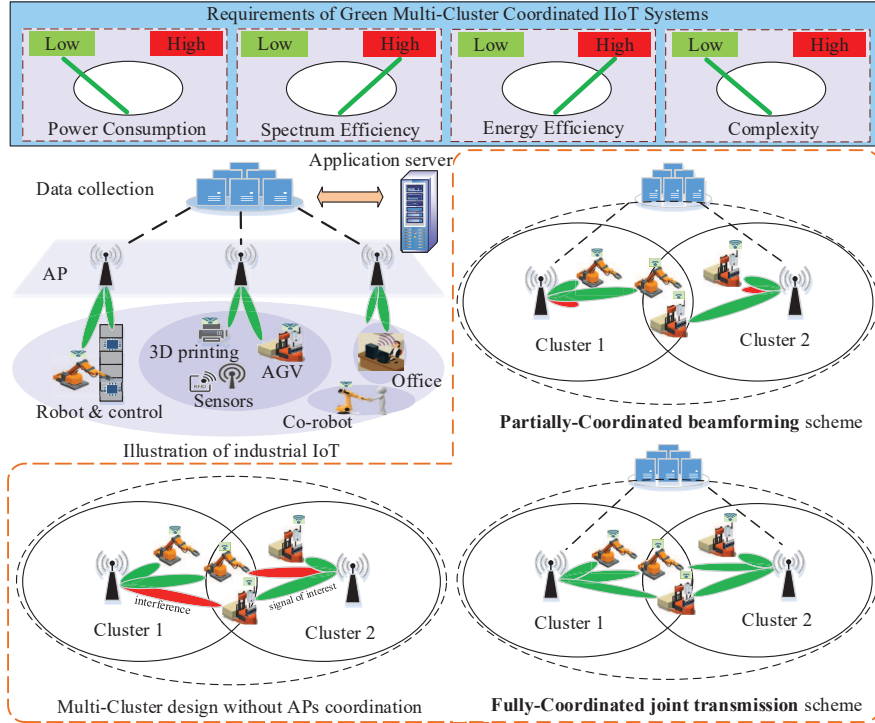 Requirements of Green Multi-Cluster Coordinated IIoT Systems
Low High Low High Low High Low High
Power Consumption Spectrum Efficiency Energy Efficiency Complexity
Application server
Data collection
AP
3D printing
AGV
RFID
Sensors
Office
Robot & control
Co-robot
Illustration of industrial IoT
Cluster 1 Cluster 2
Partially-Coordinated beamforming scheme
interference
signal of interest
Cluster 1 Cluster 2
Multi-Cluster design without APs coordination
Cluster 1 Cluster 2
Fully-Coordinated joint transmission scheme